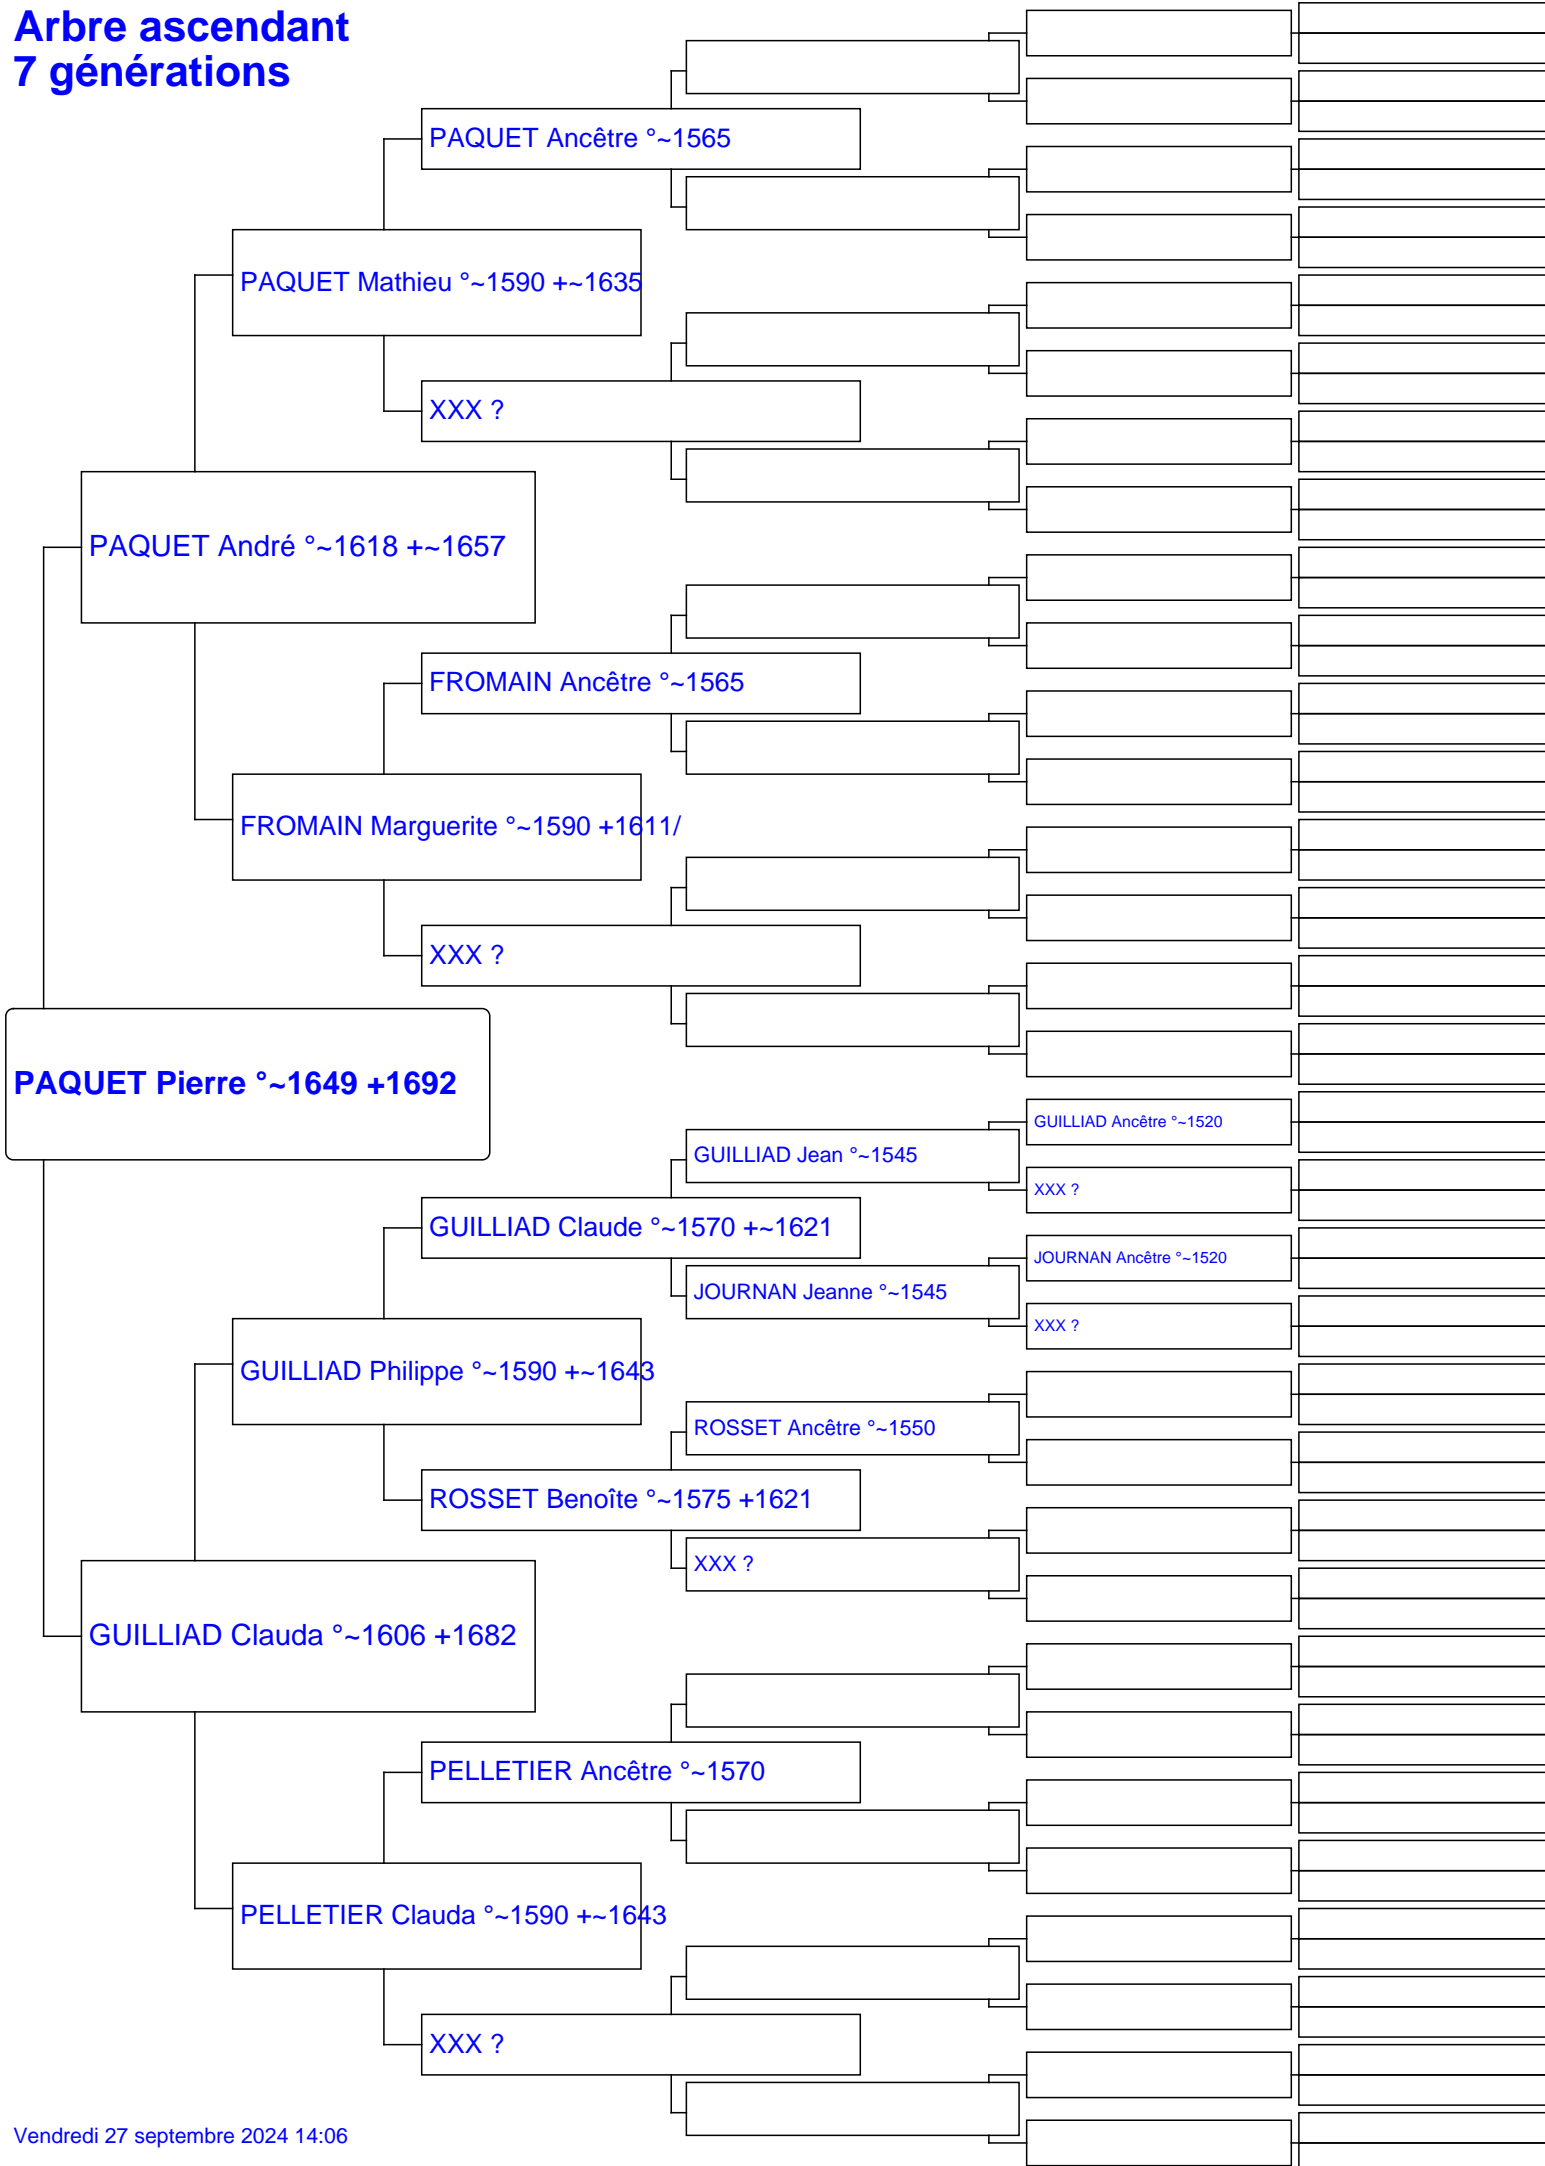 Arbre ascendant
7 générations
PAQUET Ancêtre °~1565
PAQUET Mathieu °~1590 +~1635
XXX ?
PAQUET André °~1618 +~1657
FROMAIN Ancêtre °~1565
FROMAIN Marguerite °~1590 +1611/
XXX ?
PAQUET Pierre °~1649 +1692
GUILLIAD Ancêtre °~1520
GUILLIAD Jean °~1545
XXX ?
GUILLIAD Claude °~1570 +~1621
JOURNAN Ancêtre °~1520
JOURNAN Jeanne °~1545
XXX ?
GUILLIAD Philippe °~1590 +~1643
ROSSET Ancêtre °~1550
ROSSET Benoîte °~1575 +1621
XXX ?
GUILLIAD Clauda °~1606 +1682
PELLETIER Ancêtre °~1570
PELLETIER Clauda °~1590 +~1643
XXX ?
Vendredi 27 septembre 2024 14:06